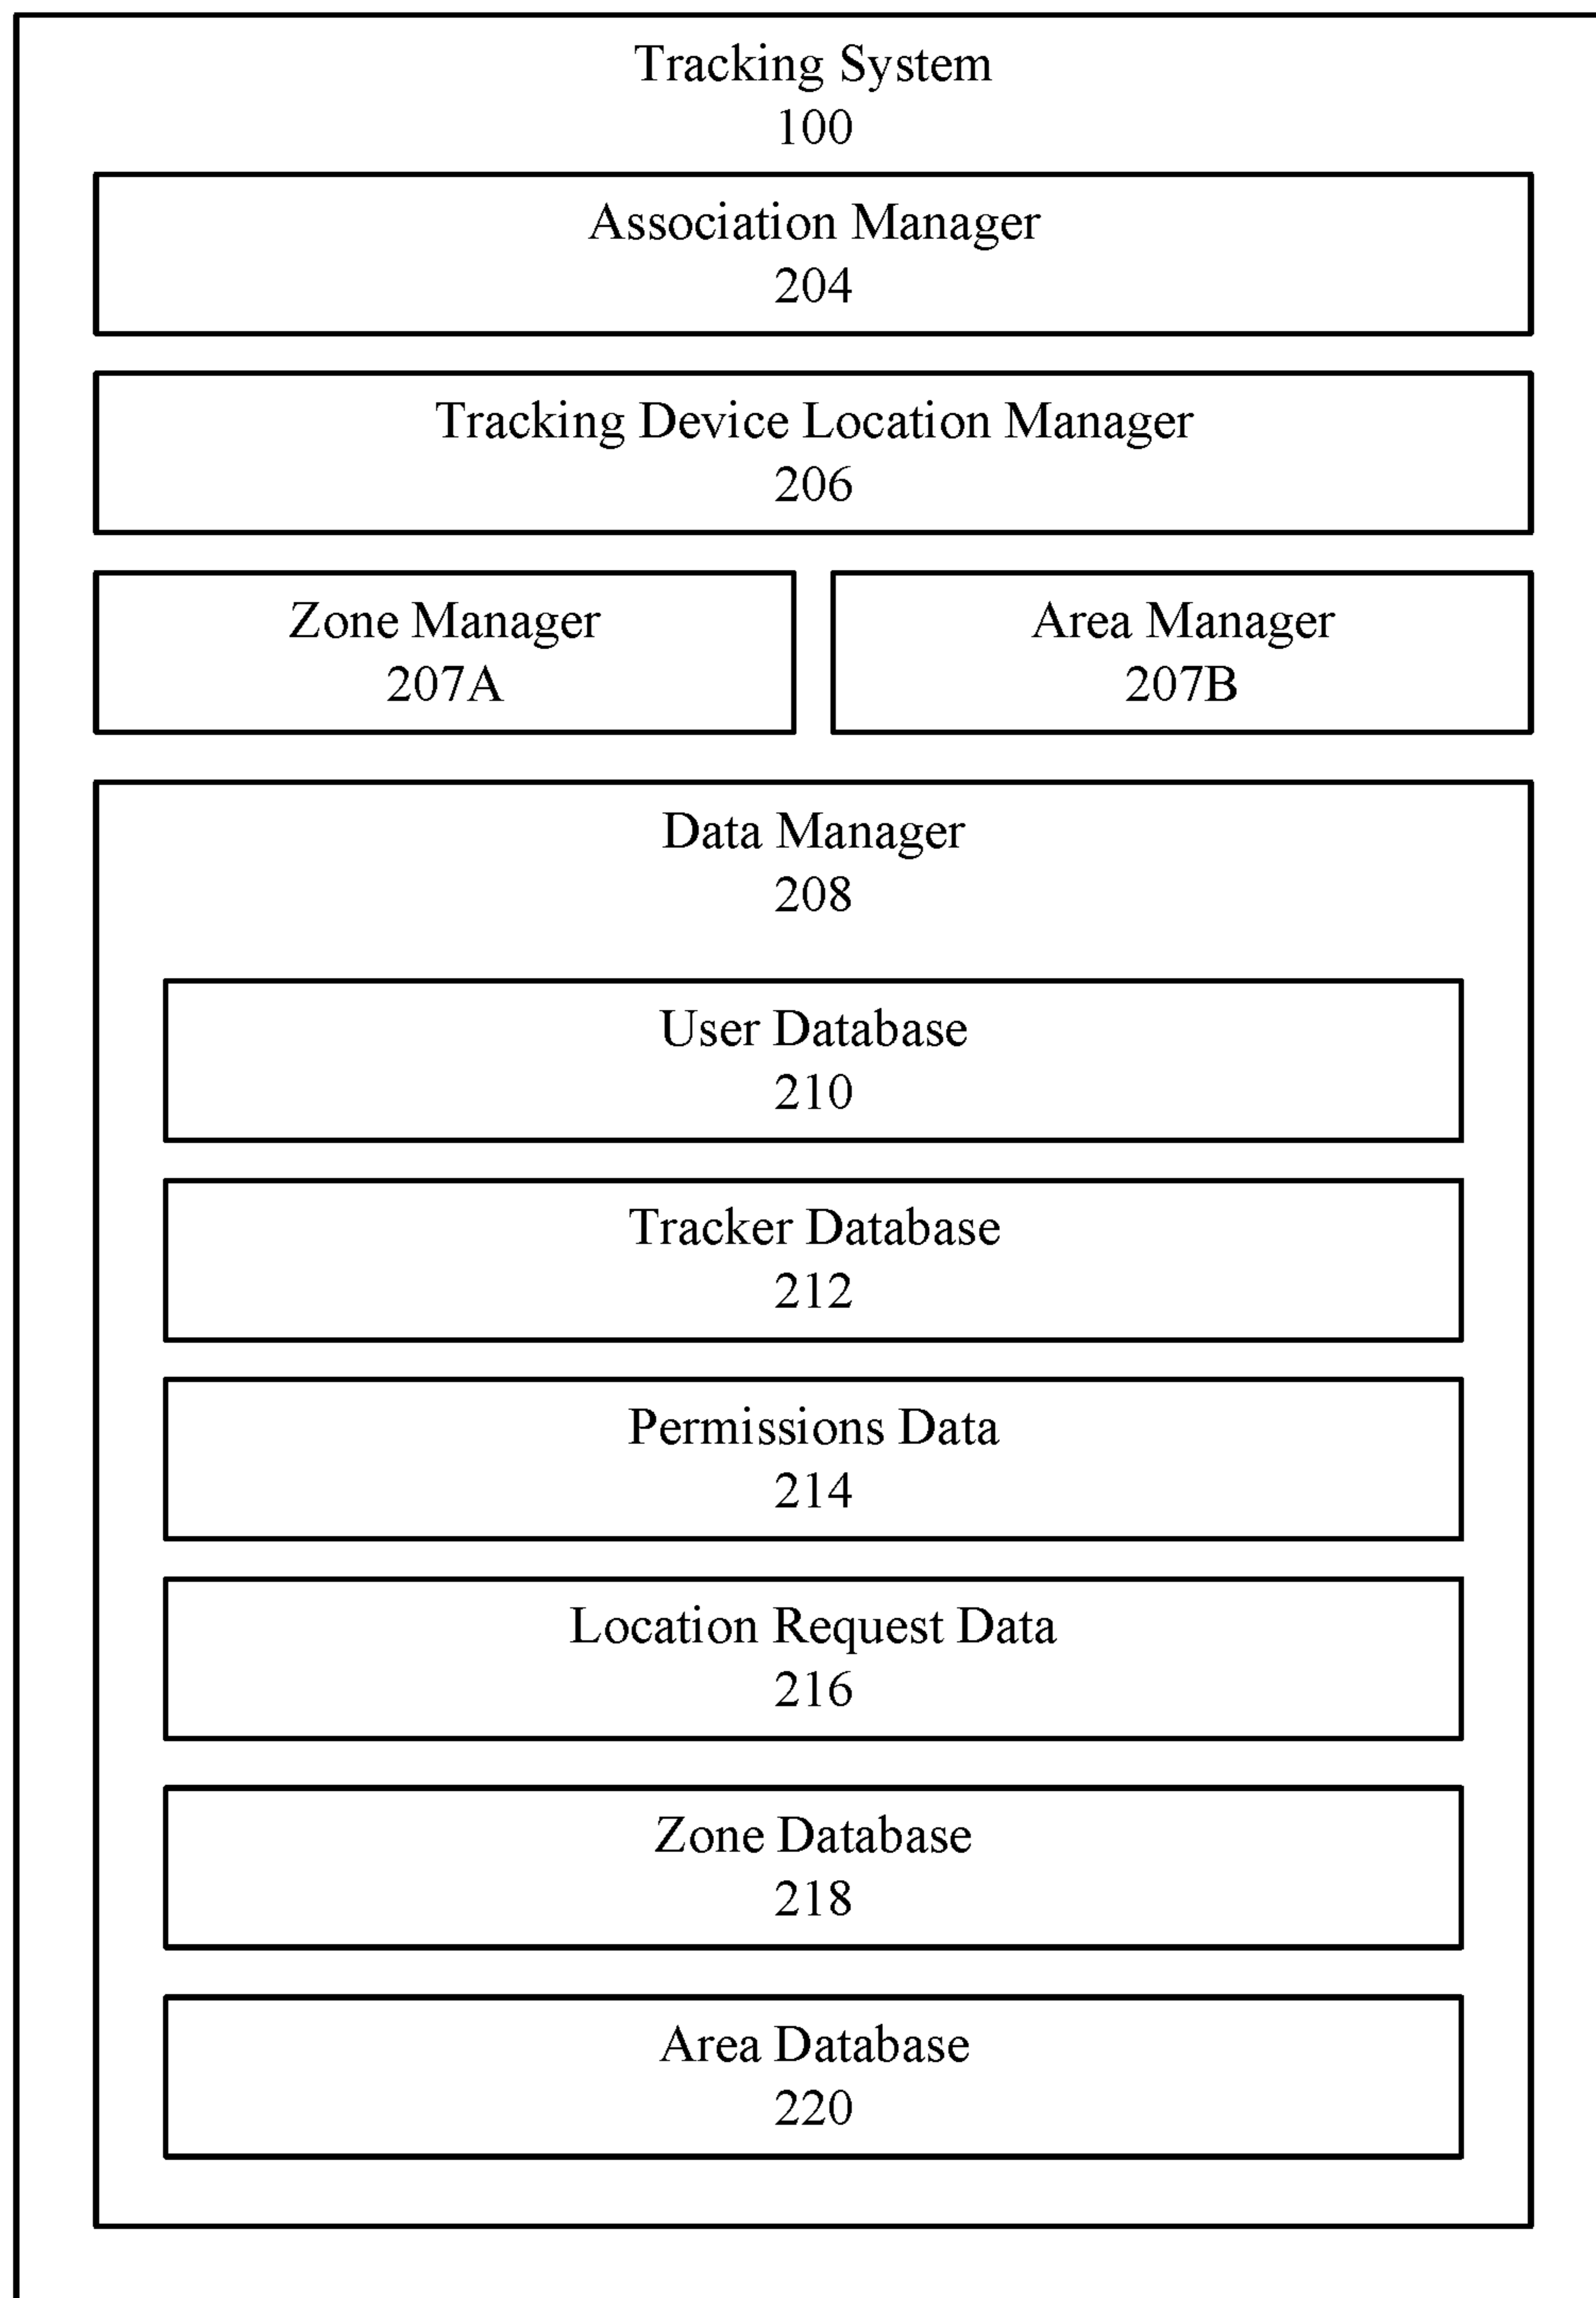 Tracking System
100
Association Manager
204
Tracking Device Location Manager
206
Zone Manager
207A
Area Manager
207B
Data Manager
208
User Database
210
Tracker Database
212
Permissions Data
214
Location Request Data
216
Zone Database
218
Area Database
220